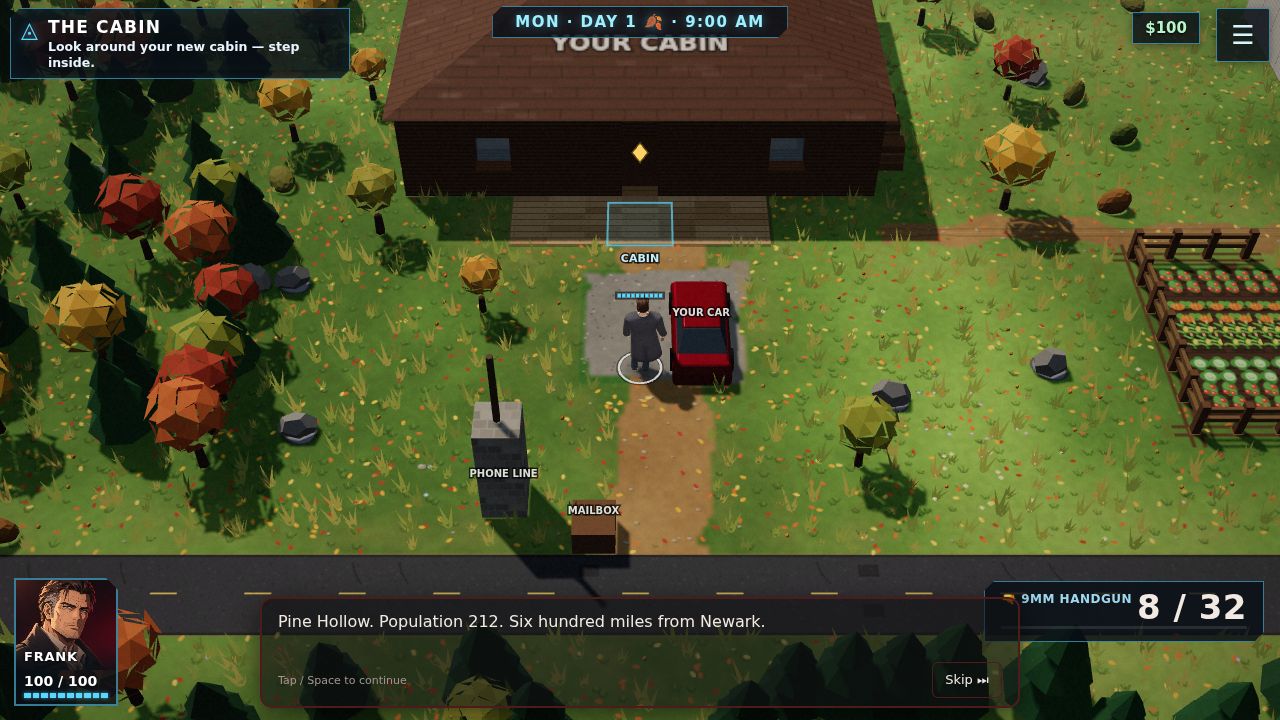 THE CABIN
Look around your new cabin — step
inside.
MON · DAY 1 🍂 · 9:00 AM
$100
YOUR CABIN
CABIN
YOUR CAR
PHONE LINE
MAILBOX
FRANK
100 / 100
Pine Hollow. Population 212. Six hundred miles from Newark.
Tap / Space to continue
Skip ⏭
9MM HANDGUN
8 / 32